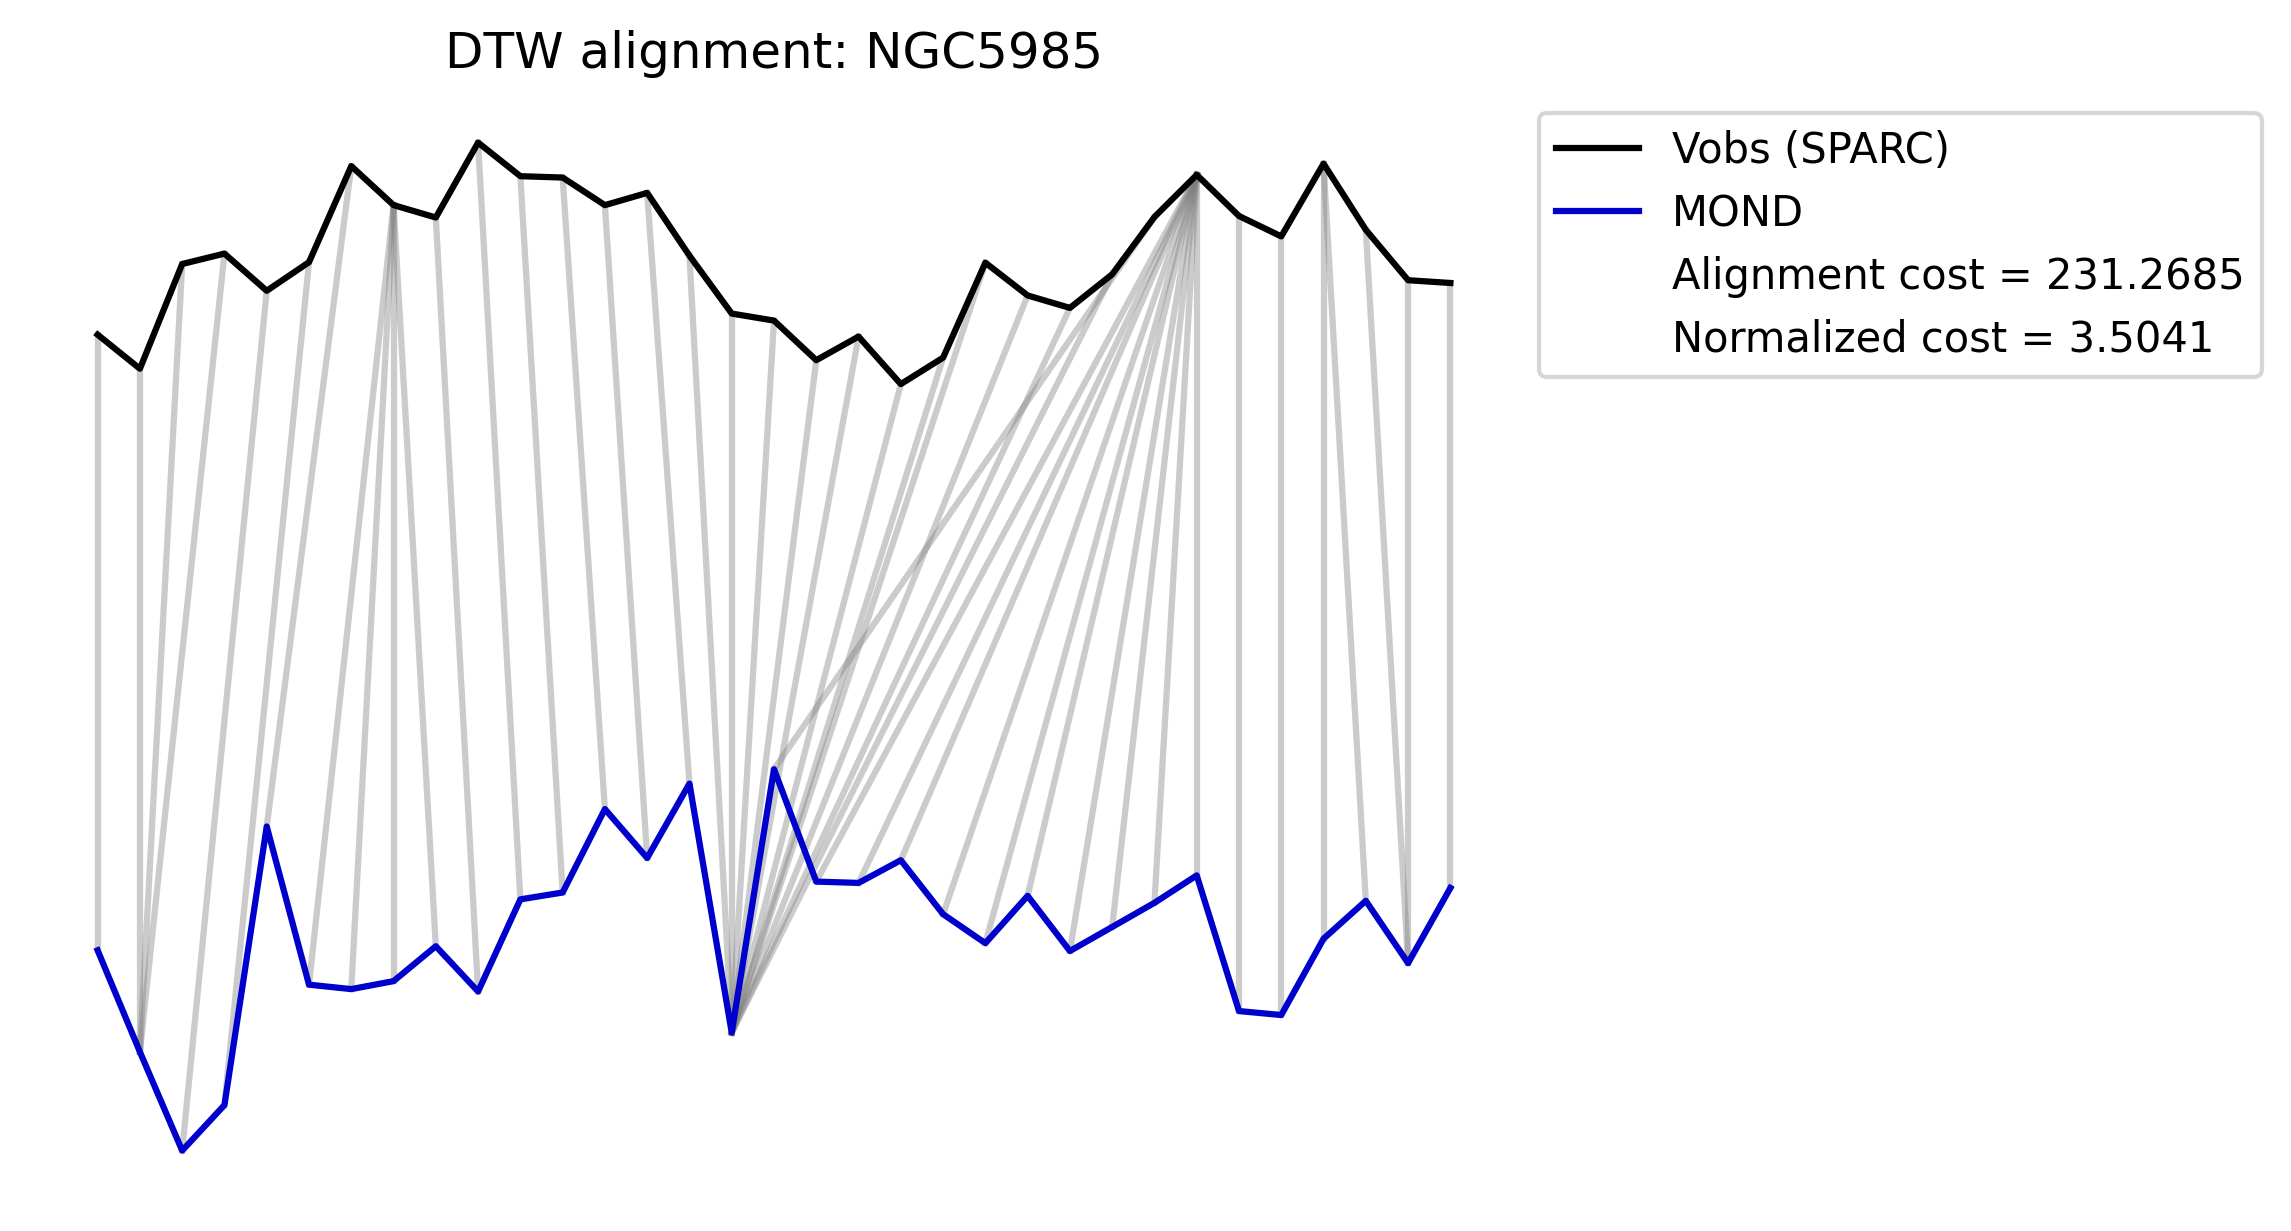 DTW alignment: NGC5985
Vobs (SPARC)
MOND
Alignment cost = 231.2685
Normalized cost = 3.5041